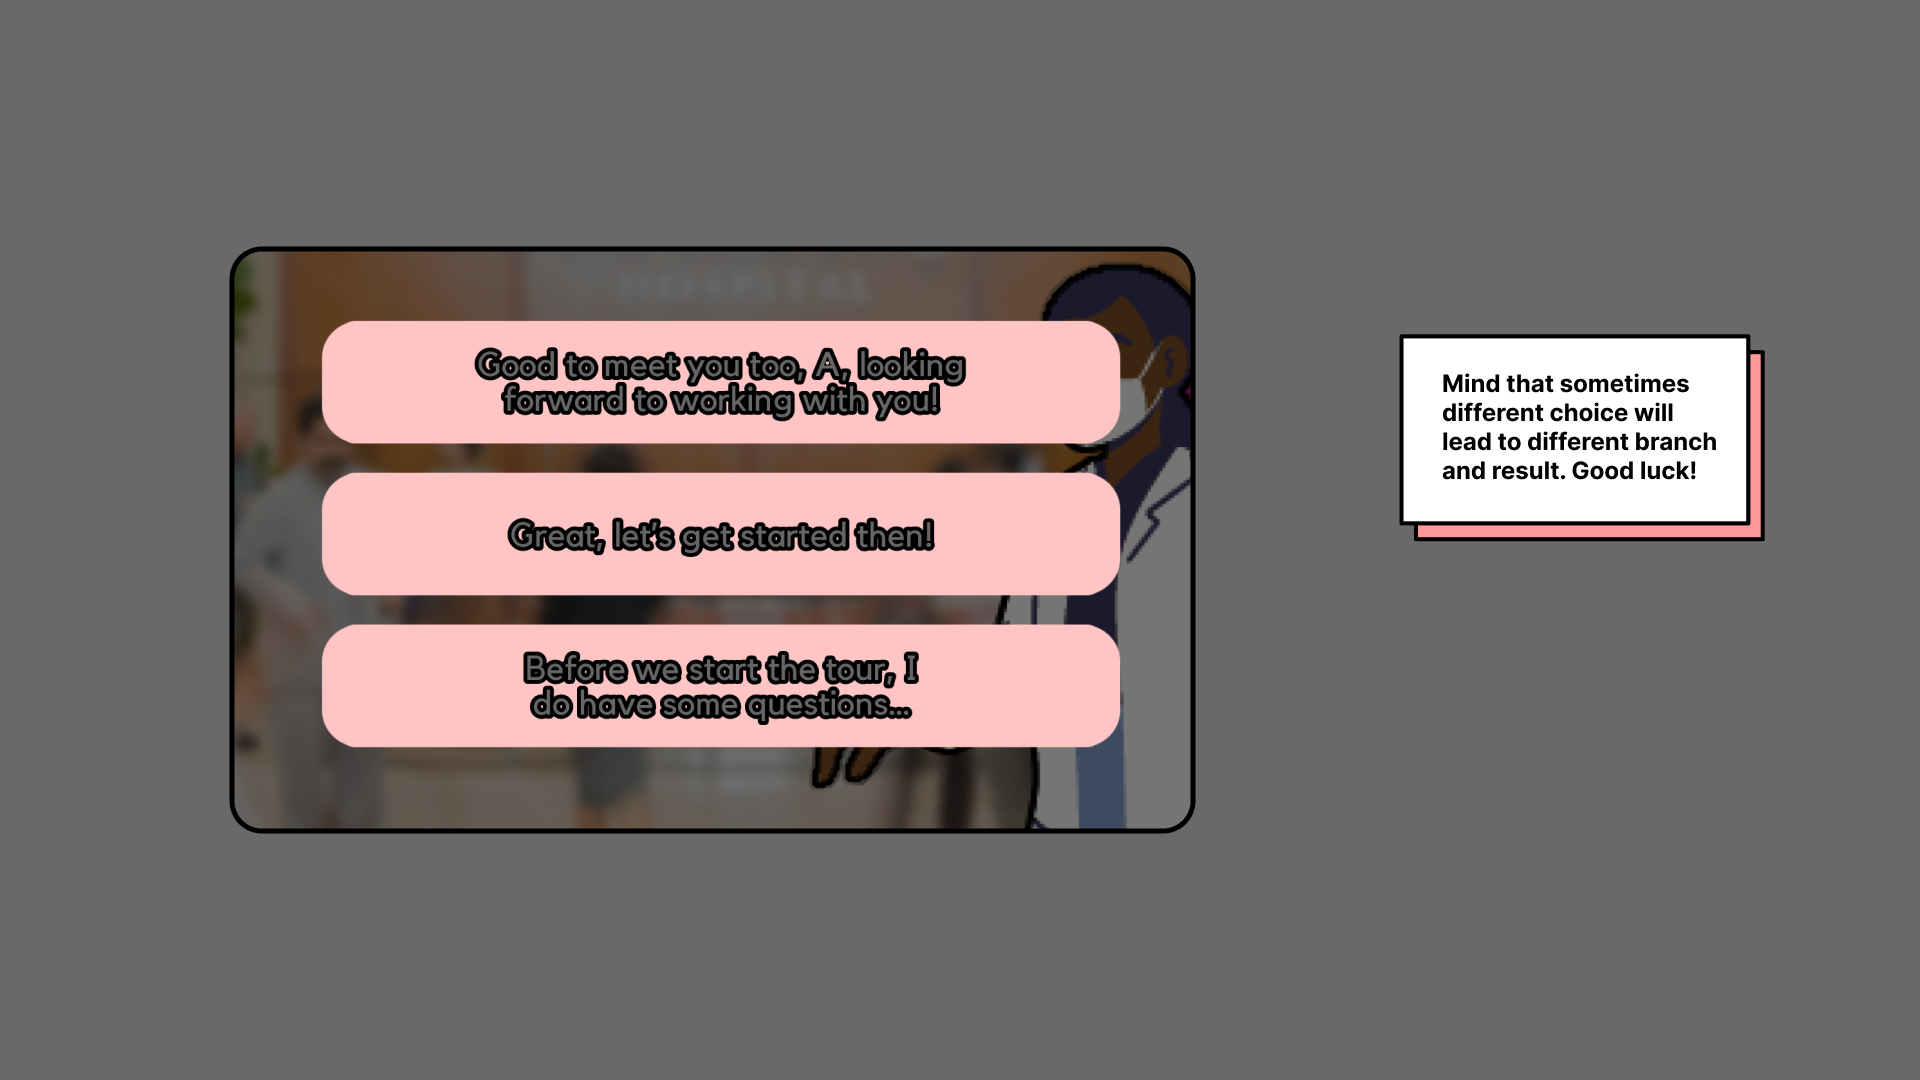 HOSPITAL
Good to meet you too, A, looking
forward to working with you!
Great, let's get started then!
Before we start the tour, I
do have some questions...
Mind that sometimes
different choice will
lead to different branch
and result. Good luck!